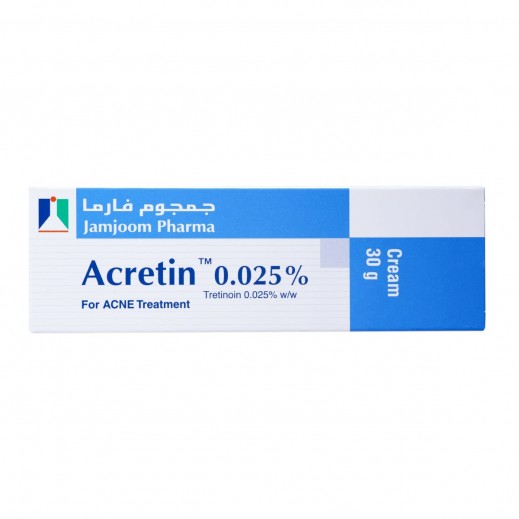 جمجوم فارما
Jamjoom Pharma
Acretin™ 0.025%
Tretinoin 0.025% w/w
For ACNE Treatment
Cream
30 g